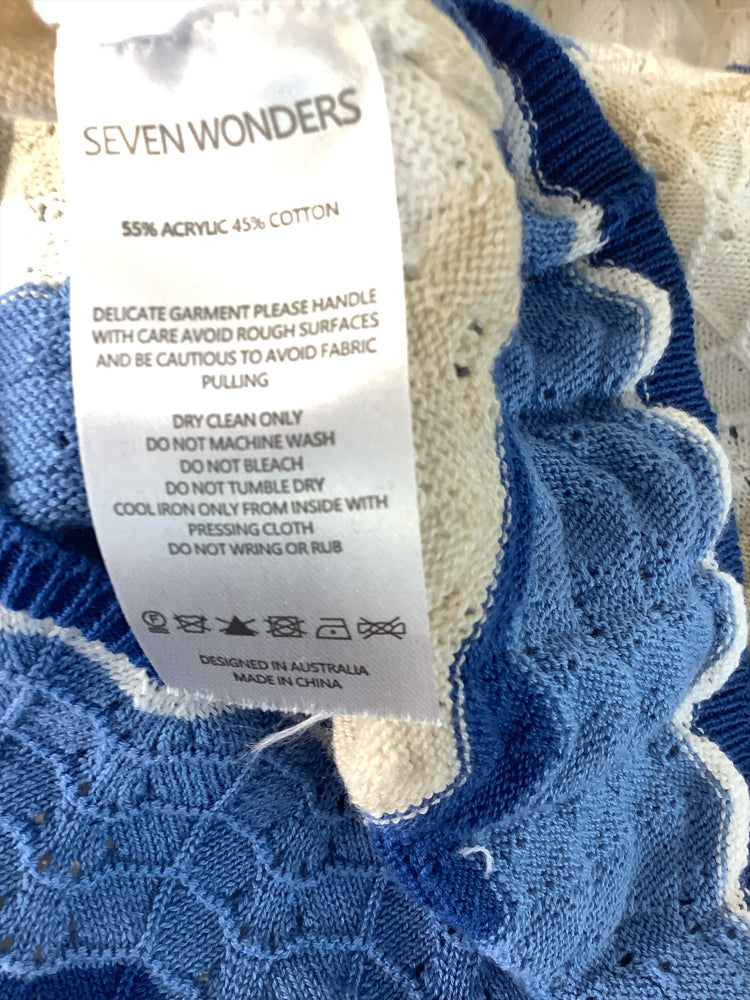 SEVEN WONDERS
55% ACRYLIC 45% COTTON
DELICATE GARMENT PLEASE HANDLE
WITH CARE AVOID ROUGH SURFACES
AND BE CAUTIOUS TO AVOID FABRIC
PULLING
DRY CLEAN ONLY
DO NOT MACHINE WASH
DO NOT BLEACH
DO NOT TUMBLE DRY
COOL IRON ONLY FROM INSIDE WITH
PRESSING CLOTH
DO NOT WRING OR RUB
DESIGNED IN AUSTRALIA
MADE IN CHINA